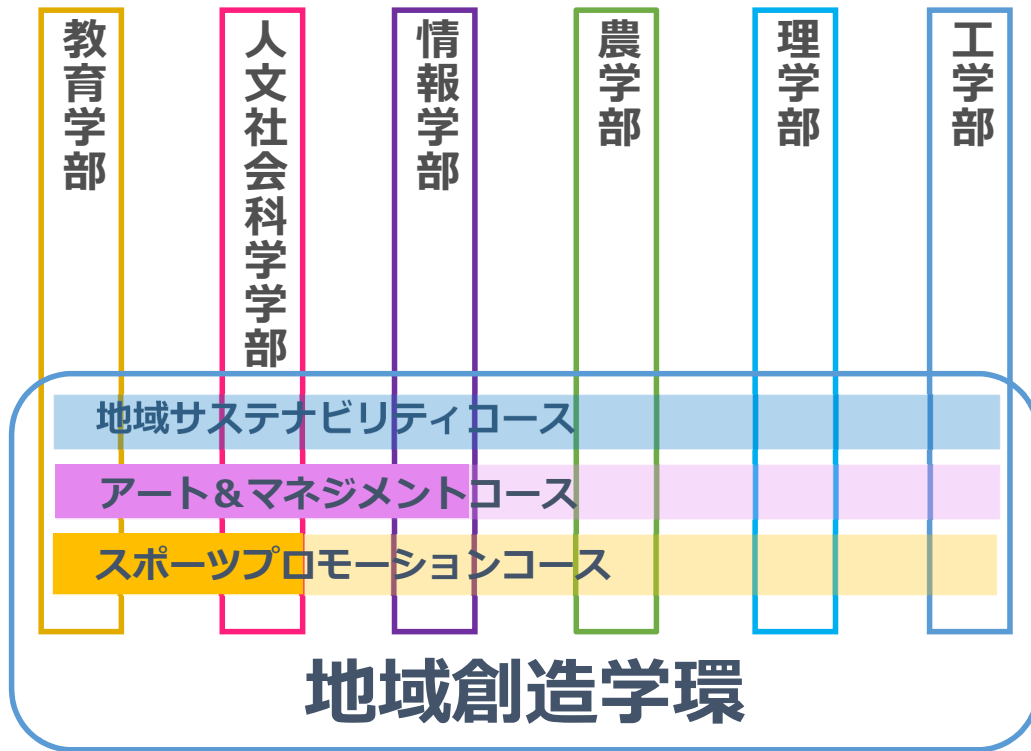 教育学部
人文社会科学学部
情報学部
農学部
理学部
工学部
地域サステナビリティコース
アート&マネジメントコース
スポーツプロモーションコース
地域創造学環